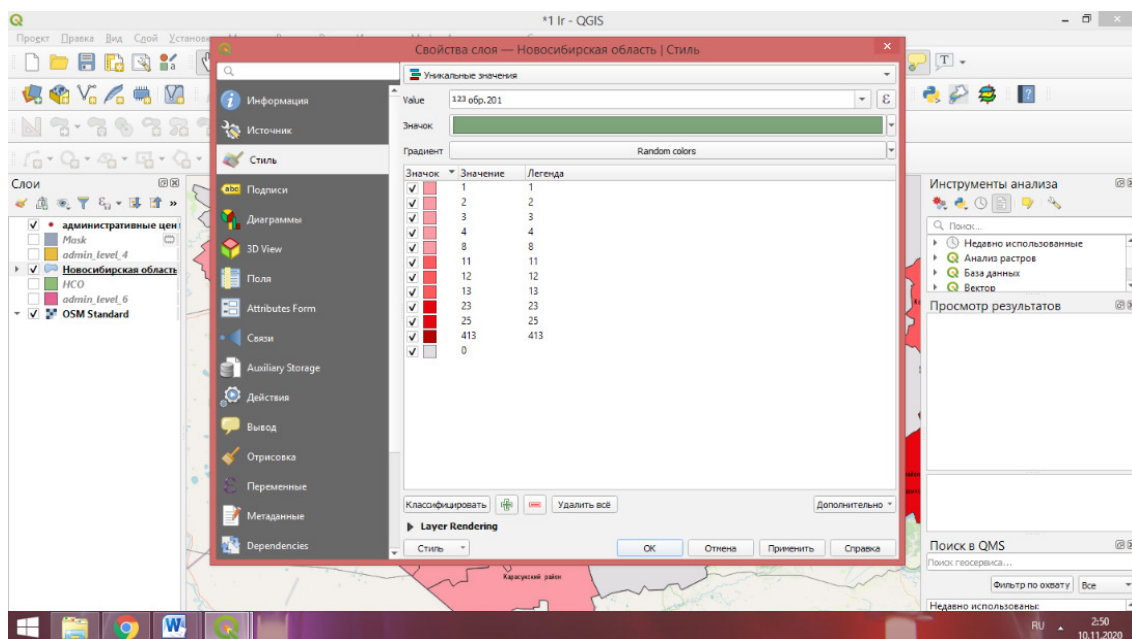 *1 lr - QGIS
Проект Правка Вид Слой
Слои
административные цен
Mask
admin_level_4
Новосибирская область
НСО
admin_level_6
OSM Standard
Свойства слоя — Новосибирская область | Стиль
Информация
Источник
Стиль
Подписи
Диаграммы
3D View
Поля
Attributes Form
Связи
Auxiliary Storage
Действия
Вывод
Отрисовка
Переменные
Метаданные
Dependencies
Уникальные значения
Value 123 обр.201 ε
Значок
Градиент Random colors
Значок Значение Легенда
1 1
2 2
3 3
4 4
8 8
11 11
12 12
13 13
23 23
25 25
413 413
0
Классифицировать Удалить всё Дополнительно
Layer Rendering
Стиль OK Отмена Применить Справка
Карасукский район
Инструменты анализа
Поиск...
Недавно использованные
Анализ растров
База данных
Вектор
Просмотр результатов
Поиск в QMS
Поиск геосервиса...
Фильтр по охвату Все
Недавно использованы:
RU 2:50
10.11.2020